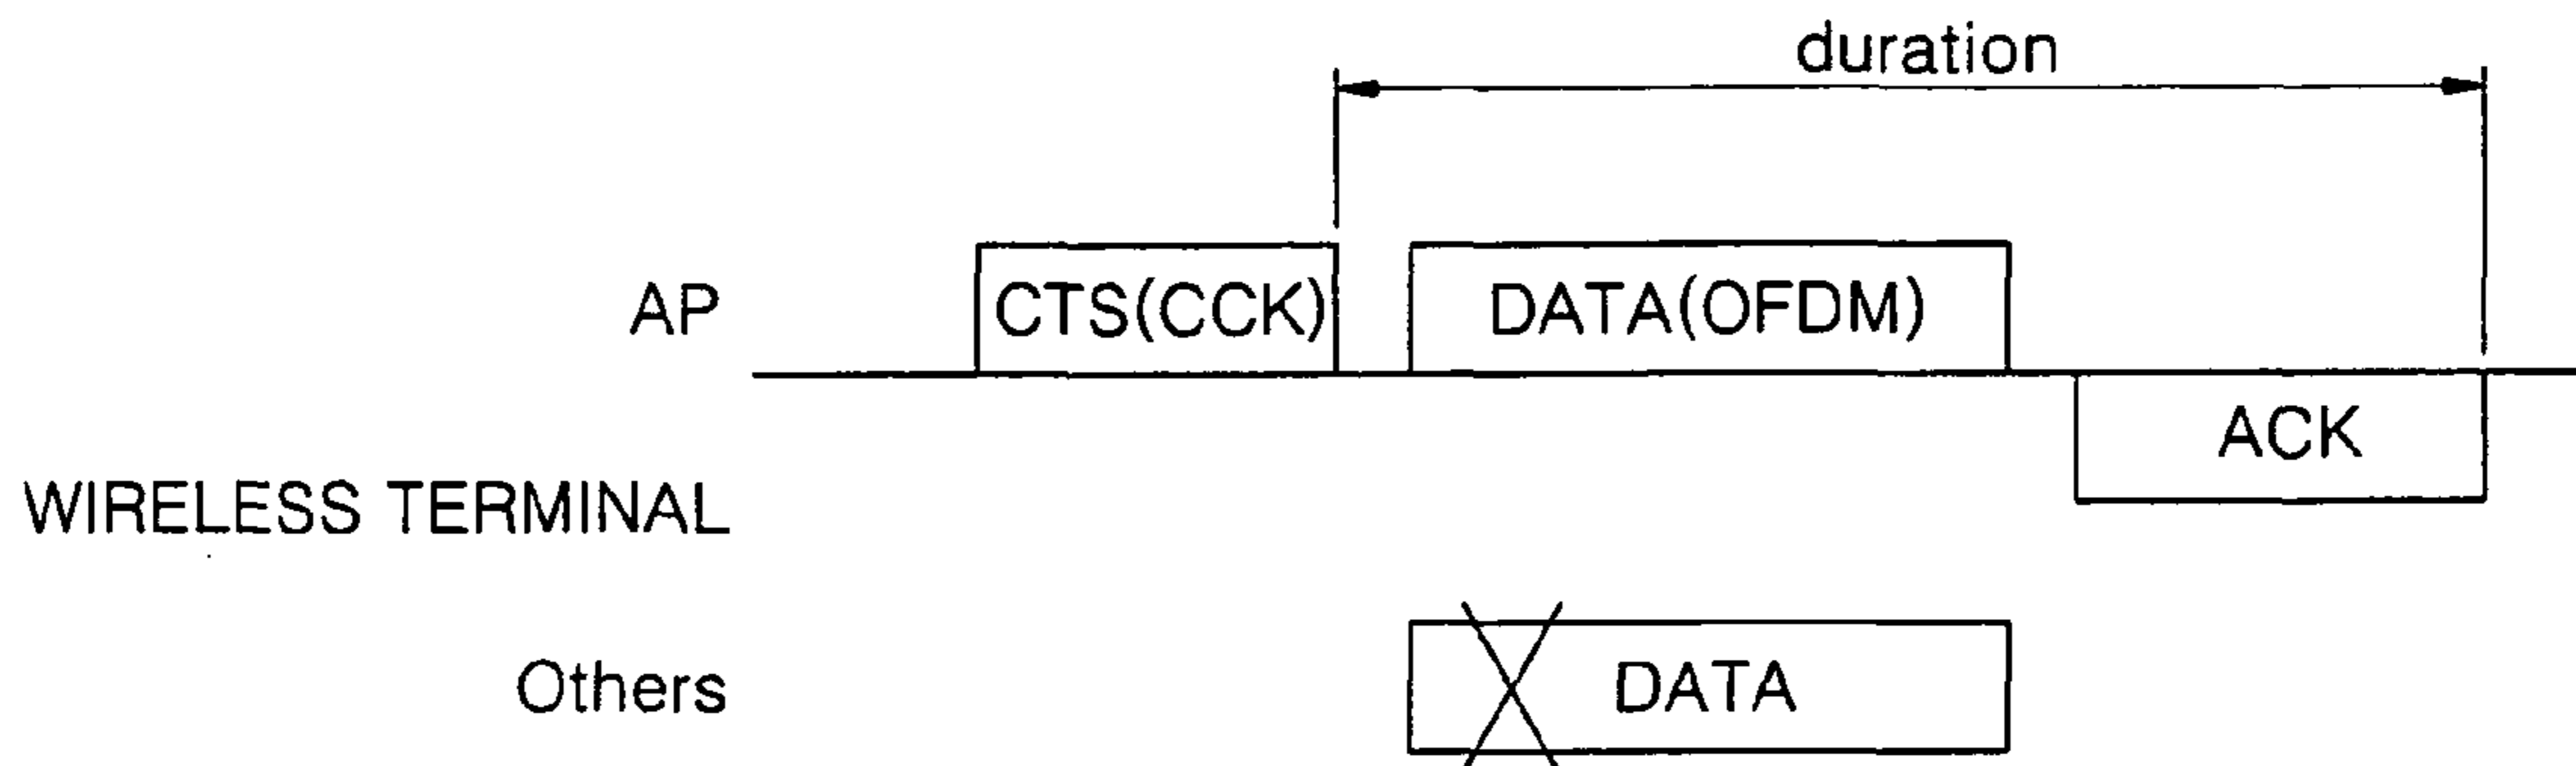 duration
AP CTS(CCK) DATA(OFDM)
ACK
WIRELESS TERMINAL
Others DATA